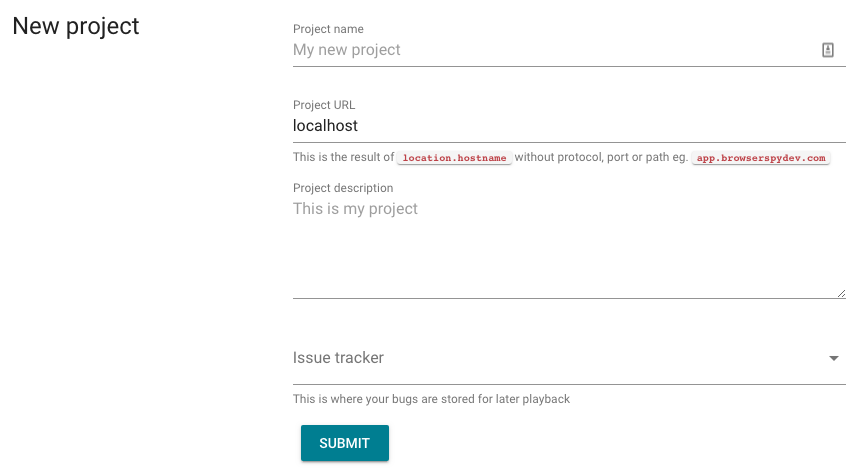 New project
Project name
My new project
Project URL
localhost
This is the result of location.hostname without protocol, port or path eg. app.browserspydev.com
Project description
This is my project
Issue tracker
This is where your bugs are stored for later playback
SUBMIT